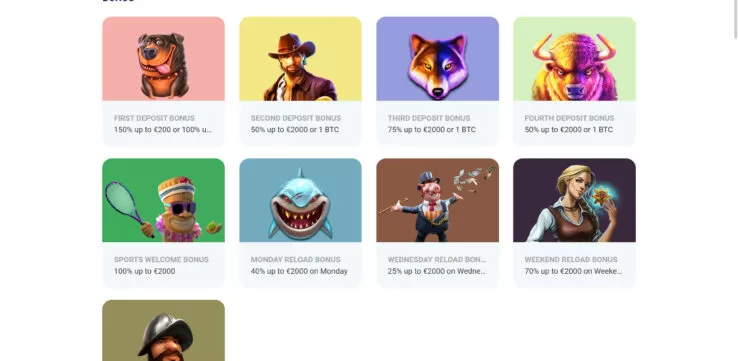 FIRST DEPOSIT BONUS
150% up to €200 or 100% u...
SECOND DEPOSIT BONUS
50% up to €2000 or 1 BTC
THIRD DEPOSIT BONUS
75% up to €2000 or 1 BTC
FOURTH DEPOSIT BONUS
50% up to €2000 or 1 BTC
SPORTS WELCOME BONUS
100% up to €2000
MONDAY RELOAD BONUS
40% up to €2000 on Monday
WEDNESDAY RELOAD BON...
25% up to €2000 on Wedne...
WEEKEND RELOAD BONUS
70% up to €2000 on Weeke...